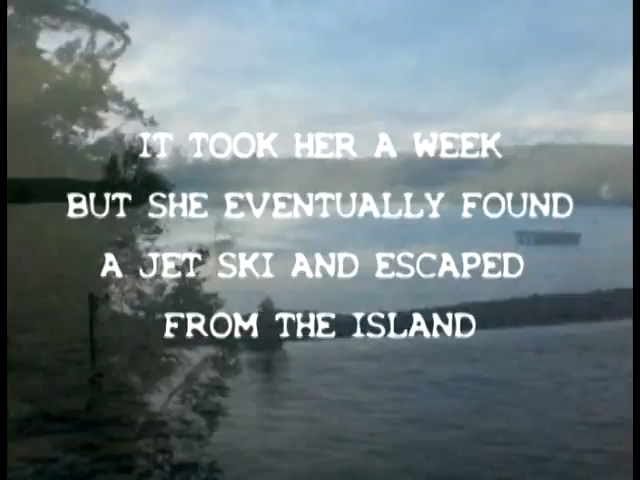 IT TOOK HER A WEEK
BUT SHE EVENTUALLY FOUND
A JET SKI AND ESCAPED
FROM THE ISLAND